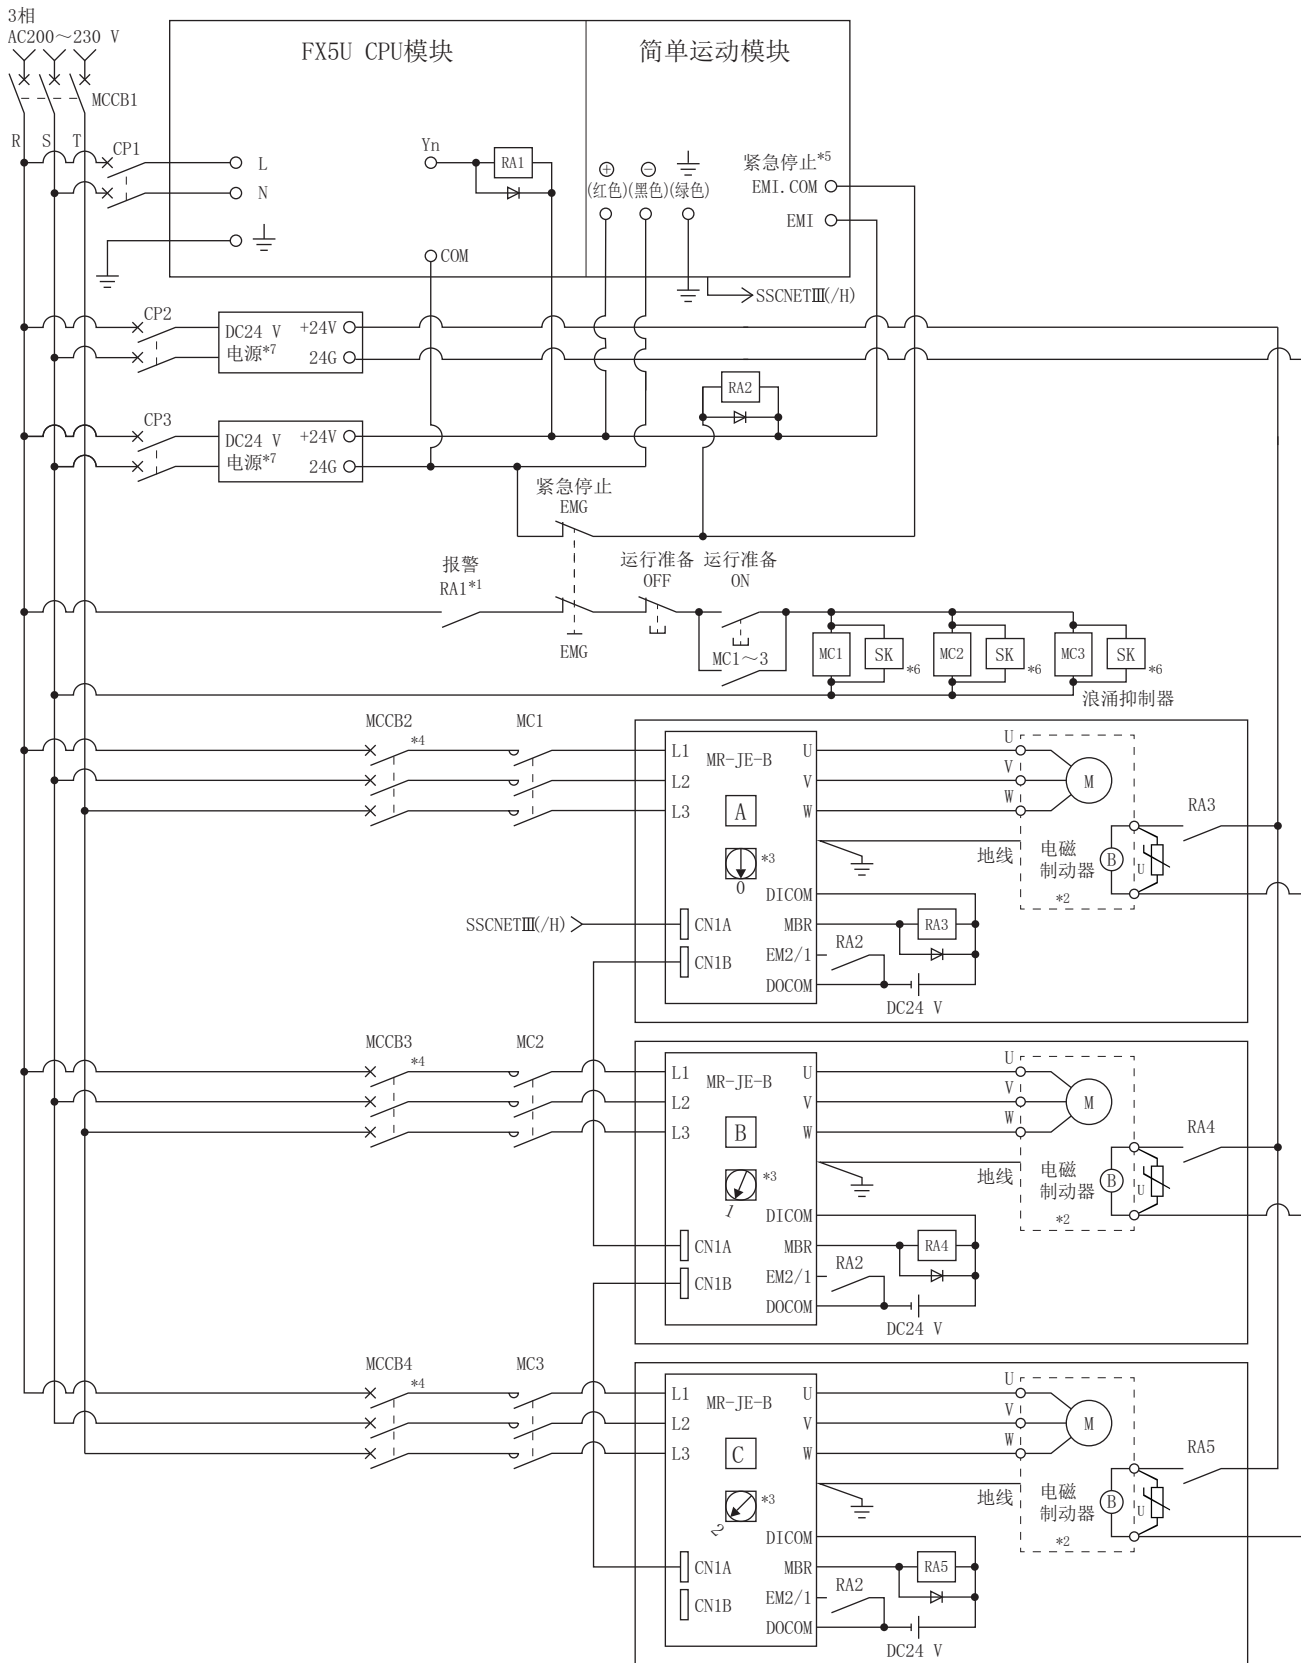 3相
AC200～230 V
MCCB1
R S T
CP1
FX5U CPU模块
简单运动模块
L
N
Yn
RA1
COM
(红色)(黑色)(绿色)
紧急停止*5
EMI.COM
EMI
SSCNETⅢ(/H)
CP2
DC24 V
电源*7
+24V
24G
RA2
CP3
DC24 V
电源*7
+24V
24G
紧急停止
EMG
报警
RA1*1
运行准备
OFF
运行准备
ON
EMG
MC1～3
MC1
SK
*6
MC2
SK
*6
MC3
SK
*6
浪涌抑制器
MCCB2
*4
MC1
L1
L2
L3
MR-JE-B
A
*3
0
U
V
W
U
V
W
M
地线
电磁
制动器
*2
B
U
RA3
SSCNETⅢ(/H)
CN1A
CN1B
DICOM
MBR
EM2/1
DOCOM
RA3
RA2
DC24 V
MCCB3
*4
MC2
L1
L2
L3
MR-JE-B
B
*3
1
U
V
W
U
V
W
M
地线
电磁
制动器
*2
B
U
RA4
CN1A
CN1B
DICOM
MBR
EM2/1
DOCOM
RA4
RA2
DC24 V
MCCB4
*4
MC3
L1
L2
L3
MR-JE-B
C
*3
2
U
V
W
U
V
W
M
地线
电磁
制动器
*2
B
U
RA5
CN1A
CN1B
DICOM
MBR
EM2/1
DOCOM
RA5
RA2
DC24 V